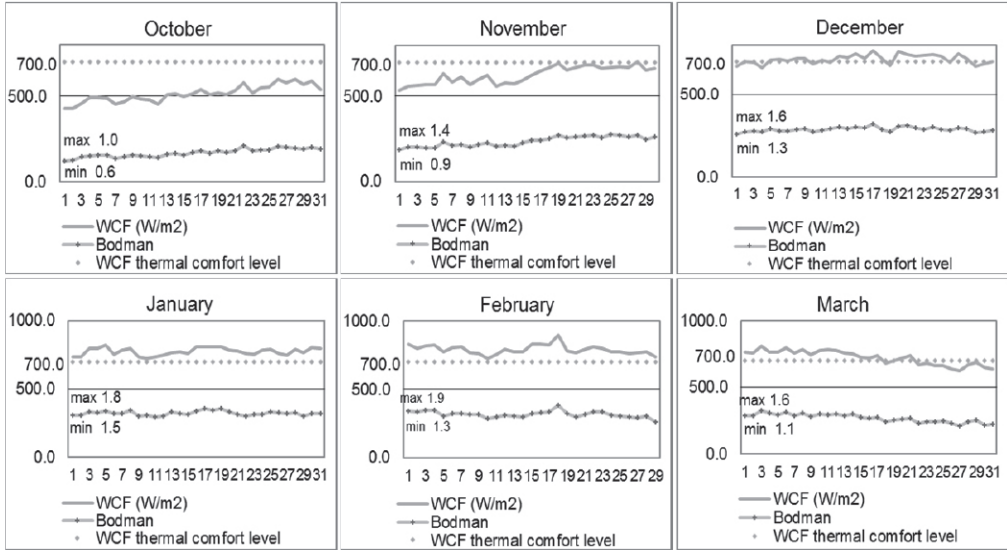 October
700.0
500.0
max 1.0
min 0.6
0.0
1 3 5 7 9 11 13 15 17 19 21 23 25 27 29 31
WCF (W/m2)
Bodman
WCF thermal comfort level
November
700.0
500.0
max 1.4
min 0.9
0.0
1 3 5 7 9 11 13 15 17 19 21 23 25 27 29
WCF (W/m2)
Bodman
WCF thermal comfort level
December
700.0
500.0
max 1.6
min 1.3
0.0
1 3 5 7 9 11 13 15 17 19 21 23 25 27 29 31
WCF (W/m2)
Bodman
WCF thermal comfort level
January
1000.0
700.0
500.0
max 1.8
min 1.5
0.0
1 3 5 7 9 11 13 15 17 19 21 23 25 27 29 31
WCF (W/m2)
Bodman
WCF thermal comfort level
February
1000.0
700.0
500.0
max 1.9
min 1.3
0.0
1 3 5 7 9 11 13 15 17 19 21 23 25 27 29
WCF (W/m2)
Bodman
WCF thermal comfort level
March
1000.0
700.0
500.0
max 1.6
min 1.1
0.0
1 3 5 7 9 11 13 15 17 19 21 23 25 27 29 31
WCF (W/m2)
Bodman
WCF thermal comfort level